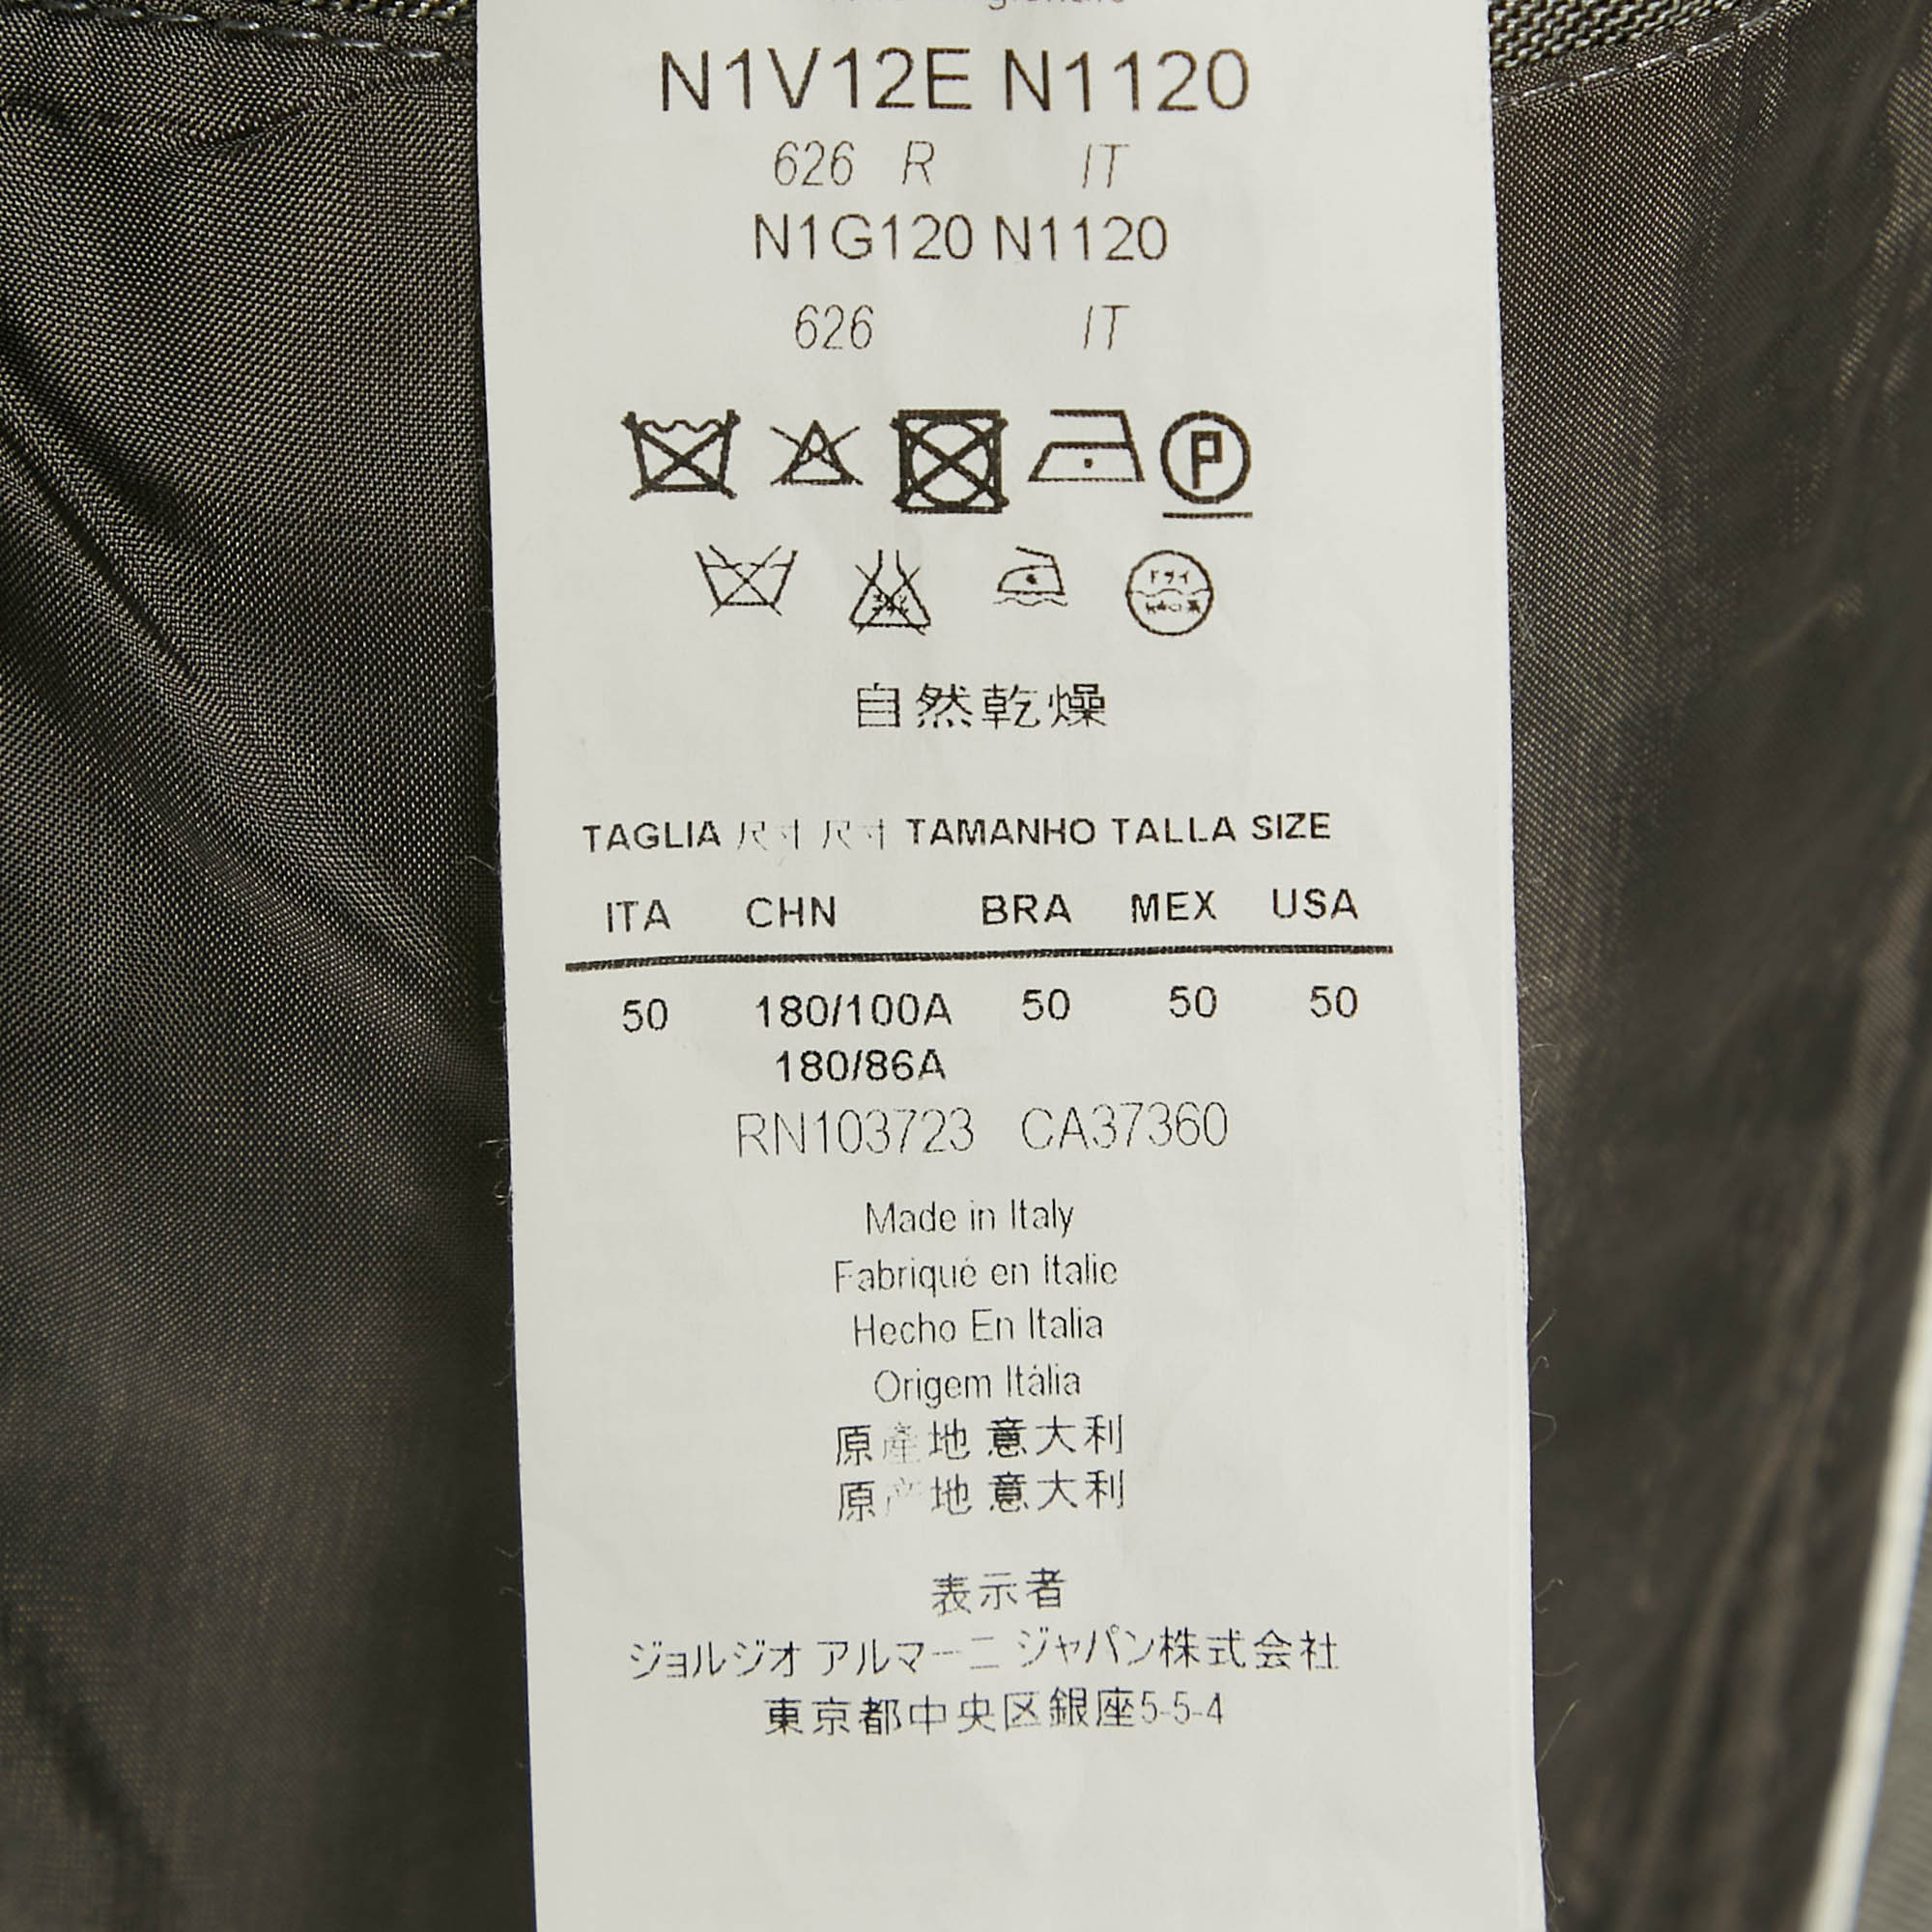 N1V12E N1120
626 R IT
N1G120 N1120
626 IT
P
ドライ
自然乾燥
TAGLIA 尺寸 尺寸 TAMANHO TALLA SIZE
ITA CHN BRA MEX USA
50 180/100A 50 50 50
180/86A
RN103723 CA37360
Made in Italy
Fabriqué en Italie
Hecho En Italia
Origem Itália
原產地 意大利
原产地 意大利
表示者
ジョルジオ アルマーニ ジャパン株式会社
東京都中央区銀座5-5-4